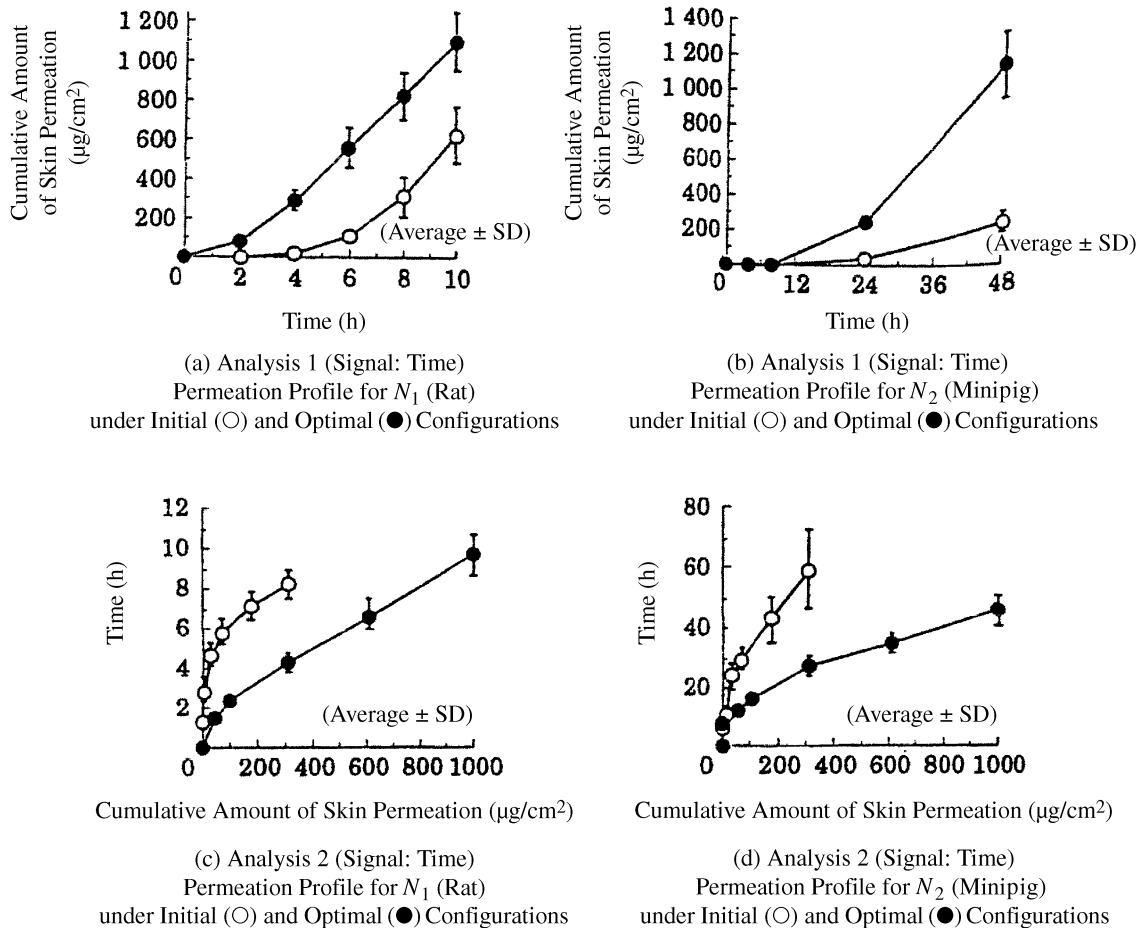 Cumulative Amount
of Skin Permeation
(μg/cm2)
1 200
1 000
800
600
400
200
0
2
4
6
8
10
(Average ± SD)
Time (h)
(a) Analysis 1 (Signal: Time)
Permeation Profile for N1 (Rat)
under Initial (○) and Optimal (●) Configurations
Cumulative Amount
of Skin Permeation
(μg/cm2)
1 400
1 200
1 000
800
600
400
200
0
12
24
36
48
(Average ± SD)
Time (h)
(b) Analysis 1 (Signal: Time)
Permeation Profile for N2 (Minipig)
under Initial (○) and Optimal (●) Configurations
Time (h)
12
10
8
6
4
2
0
200 400 600 800 1000
(Average ± SD)
Cumulative Amount of Skin Permeation (μg/cm2)
(c) Analysis 2 (Signal: Time)
Permeation Profile for N1 (Rat)
under Initial (○) and Optimal (●) Configurations
Time (h)
80
60
40
20
0
200 400 600 800 1000
(Average ± SD)
Cumulative Amount of Skin Permeation (μg/cm2)
(d) Analysis 2 (Signal: Time)
Permeation Profile for N2 (Minipig)
under Initial (○) and Optimal (●) Configurations